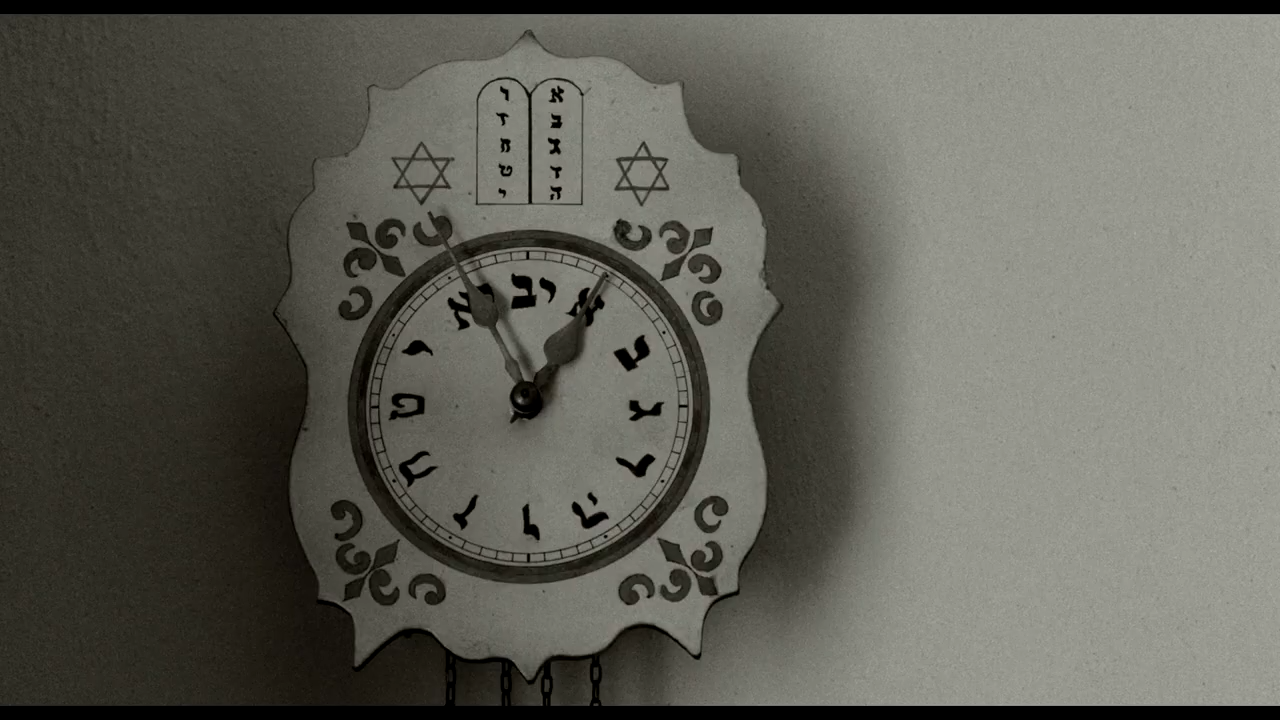 א
ב
ג
ד
ה
ו
ז
ח
ט
י
יב
א
ב
ג
ד
ה
ו
ז
ח
ט
י
יא